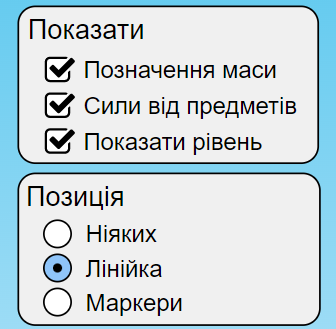 Показати
Позначення маси
Сили від предметів
Показати рівень
Позиція
Ніяких
Лінійка
Маркери